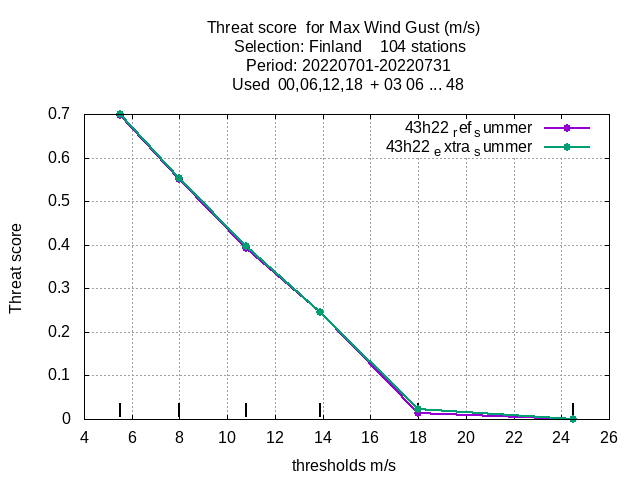 Threat score  for Max Wind Gust (m/s)
Selection: Finland    104 stations
Period: 20220701-20220731
Used  00,06,12,18  + 03 06 ... 48
43h22 ref summer
43h22 extra summer
0.7
0.6
0.5
0.4
0.3
0.2
0.1
0
Threat score
4 6 8 10 12 14 16 18 20 22 24 26
thresholds m/s